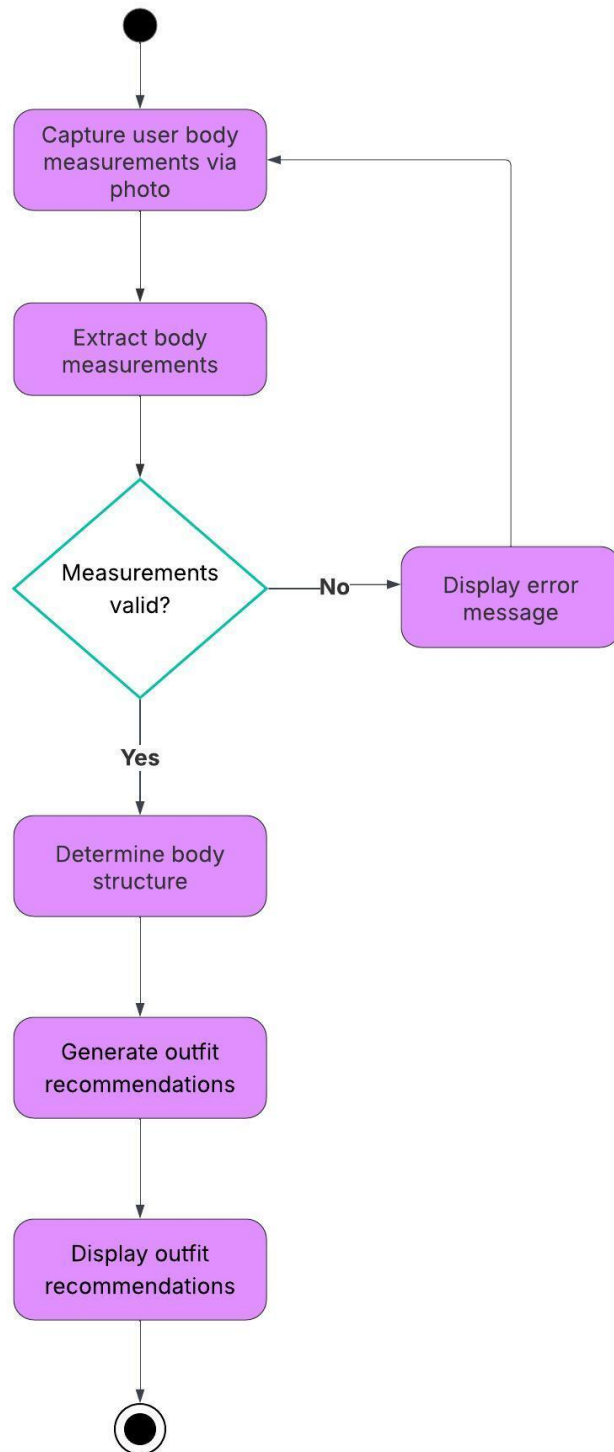 Capture user body
measurements via
photo
Extract body
measurements
Measurements
valid?
No
Display error
message
Yes
Determine body
structure
Generate outfit
recommendations
Display outfit
recommendations